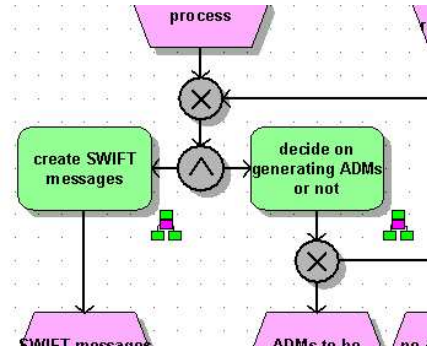 process
create SWIFT
messages
decide on
generating ADMs
or not
SWIFT messages
ADMs to be